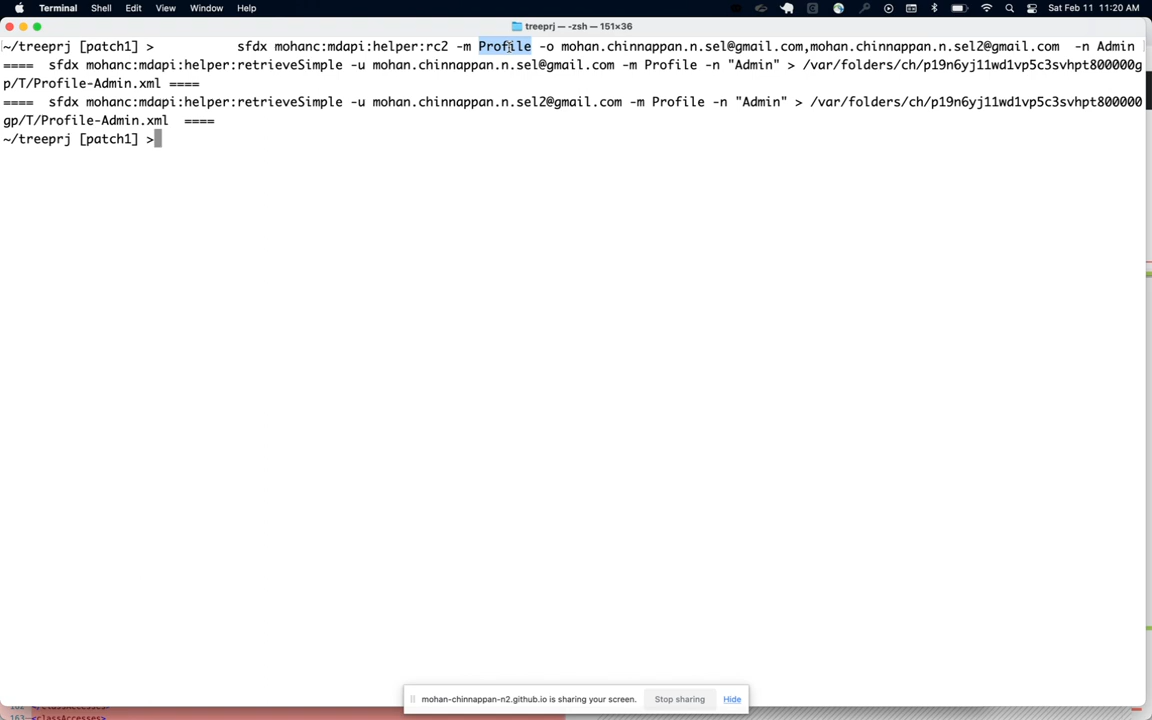 Terminal Shell Edit View Window Help Sat Feb 11 11:20 AM
treeprj — -zsh — 151×36
~/treeprj [patch1] > sfdx mohanc:mdapi:helper:rc2 -m Profile -o mohan.chinnappan.n.sel@gmail.com,mohan.chinnappan.n.sel2@gmail.com -n Admin
==== sfdx mohanc:mdapi:helper:retrieveSimple -u mohan.chinnappan.n.sel@gmail.com -m Profile -n "Admin" > /var/folders/ch/p19n6yj11wd1vp5c3svhpt800000g
p/T/Profile-Admin.xml ====
==== sfdx mohanc:mdapi:helper:retrieveSimple -u mohan.chinnappan.n.sel2@gmail.com -m Profile -n "Admin" > /var/folders/ch/p19n6yj11wd1vp5c3svhpt800000
gp/T/Profile-Admin.xml ====
~/treeprj [patch1] >
mohan-chinnappan-n2.github.io is sharing your screen. Stop sharing Hide
163 <classAccesses>